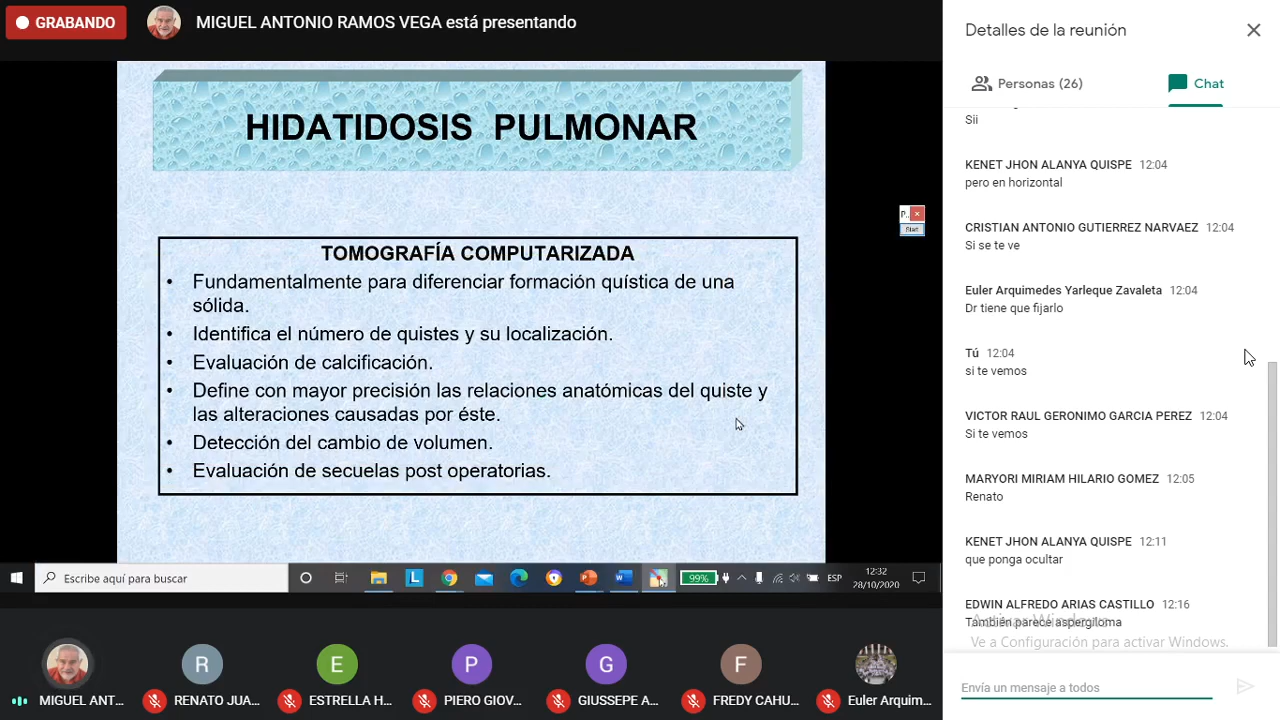 GRABANDO
MIGUEL ANTONIO RAMOS VEGA está presentando
HIDATIDOSIS PULMONAR
TOMOGRAFÍA COMPUTARIZADA
• Fundamentalmente para diferenciar formación quística de una
sólida.
• Identifica el número de quistes y su localización.
• Evaluación de calcificación.
• Define con mayor precisión las relaciones anatómicas del quiste y
las alteraciones causadas por éste.
• Detección del cambio de volumen.
• Evaluación de secuelas post operatorias.
P..
Start
Escribe aquí para buscar
L
99%
ESP
12:32
28/10/2020
MIGUEL ANT...
R
RENATO JUA...
E
ESTRELLA H...
P
PIERO GIOV...
G
GIUSSEPE A...
F
FREDY CAHU...
Euler Arquim...
Detalles de la reunión
Personas (26)
Chat
Sii
KENET JHON ALANYA QUISPE 12:04
pero en horizontal
CRISTIAN ANTONIO GUTIERREZ NARVAEZ 12:04
Si se te ve
Euler Arquimedes Yarleque Zavaleta 12:04
Dr tiene que fijarlo
Tú 12:04
si te vemos
VICTOR RAUL GERONIMO GARCIA PEREZ 12:04
Si te vemos
MARYORI MIRIAM HILARIO GOMEZ 12:05
Renato
KENET JHON ALANYA QUISPE 12:11
que ponga ocultar
EDWIN ALFREDO ARIAS CASTILLO 12:16
También parece aspergiloma
Activar Windows
Ve a Configuración para activar Windows.
Envía un mensaje a todos